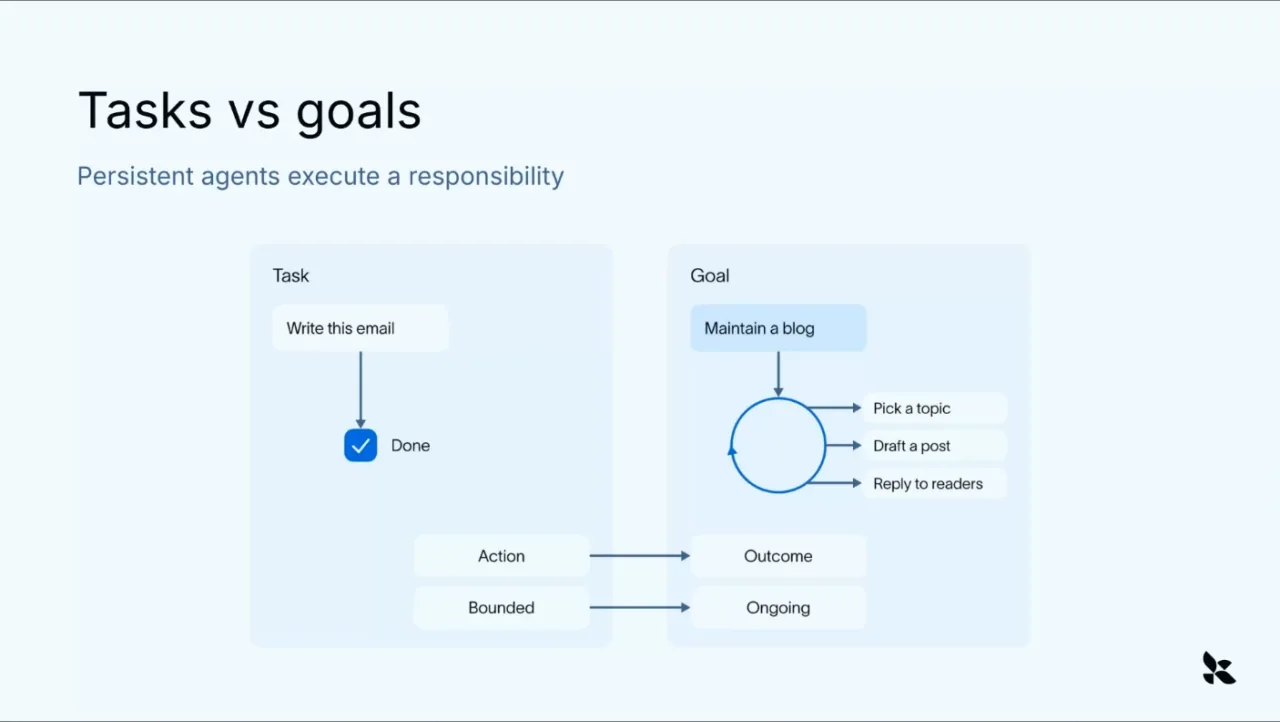 Tasks vs goals
Persistent agents execute a responsibility
Task
Write this email
Done
Action
Bounded
Goal
Maintain a blog
Pick a topic
Draft a post
Reply to readers
Outcome
Ongoing